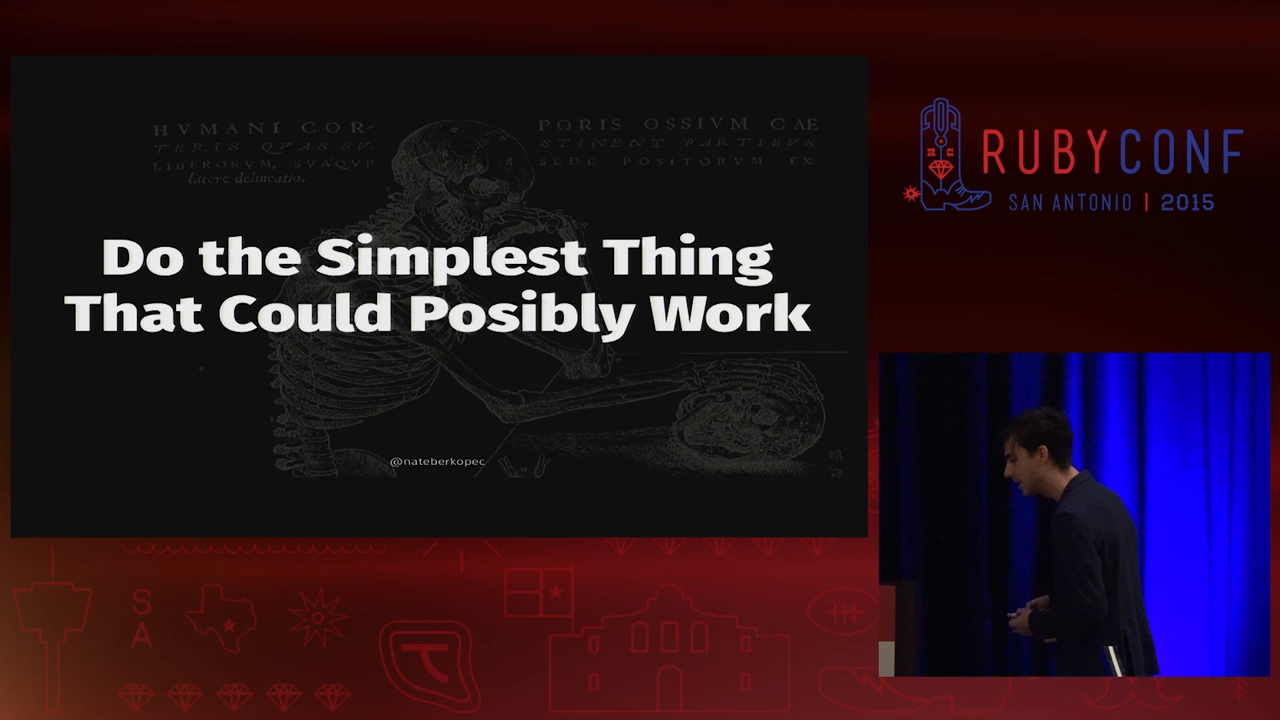 HVMANI COR-
PORIS OSSIVM CAE
TERIS QVAS SV-
STINENT PARTIBVS
LIBERORVM, SVAQVE
SEDE POSITORVM EX
latere delineatio.
Do the Simplest Thing
That Could Posibly Work
@nateberkopec
RUBYCONF
SAN ANTONIO | 2015
S
A